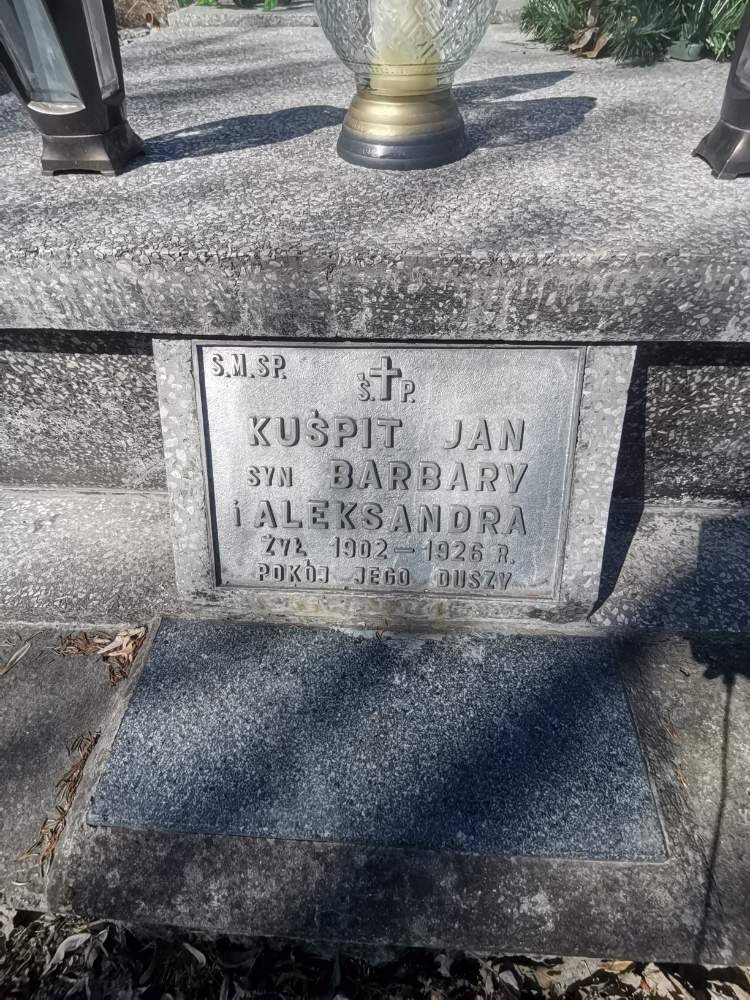 S.M.SP.
Ś.P.
KUŚPIT JAN
SYN BARBARY
i ALEKSANDRA
ŻYŁ 1902–1926 R.
POKÓJ JEGO DUSZY